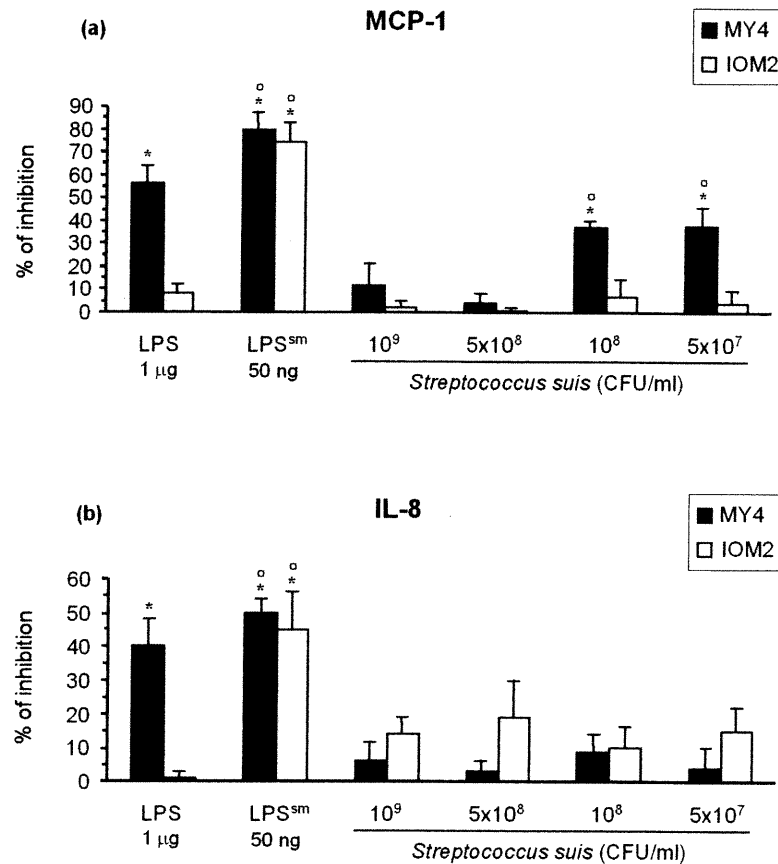 (a)
MCP-1
MY4
IOM2
% of inhibition
90
80
70
60
50
40
30
20
10
0
¤ ¤
* * *
¤ ¤
* *
LPS LPSˢᵐ 10⁹ 5x10⁸ 10⁸ 5x10⁷
1 µg 50 ng Streptococcus suis (CFU/ml)
(b)
IL-8
MY4
IOM2
% of inhibition
60
50
40
30
20
10
0
¤ ¤
* * *
LPS LPSˢᵐ 10⁹ 5x10⁸ 10⁸ 5x10⁷
1 µg 50 ng Streptococcus suis (CFU/ml)